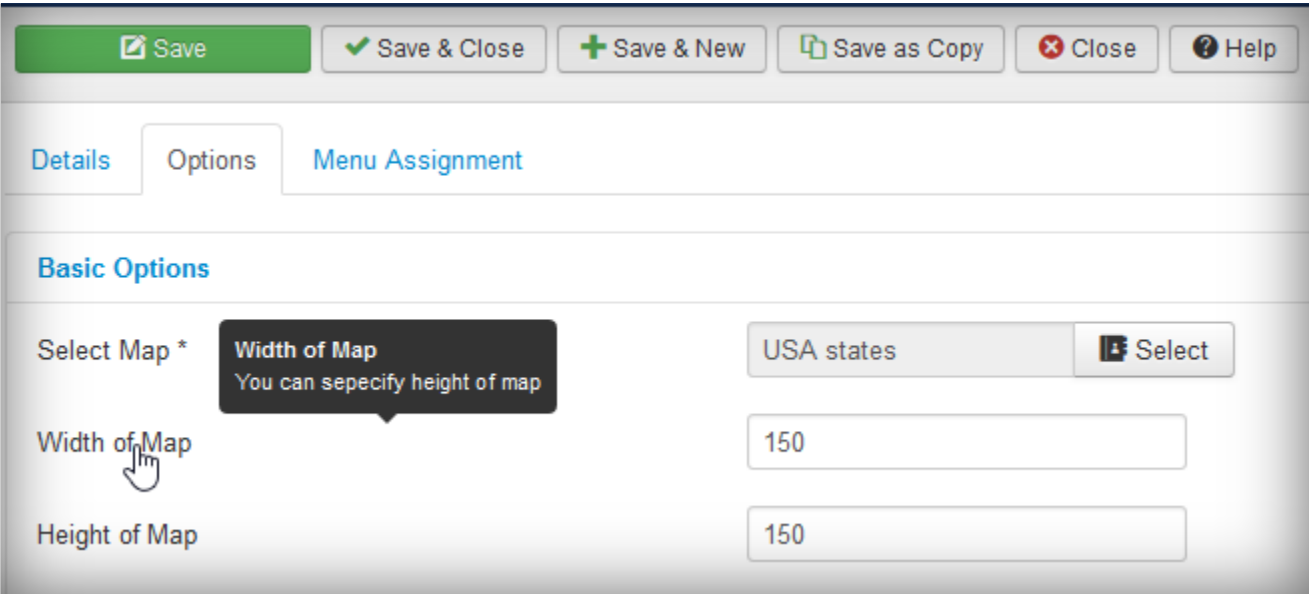 Save Save & Close Save & New Save as Copy Close Help
Details Options Menu Assignment
Basic Options
Select Map * USA states Select
Width of Map
You can sepecify height of map
Width of Map 150
Height of Map 150